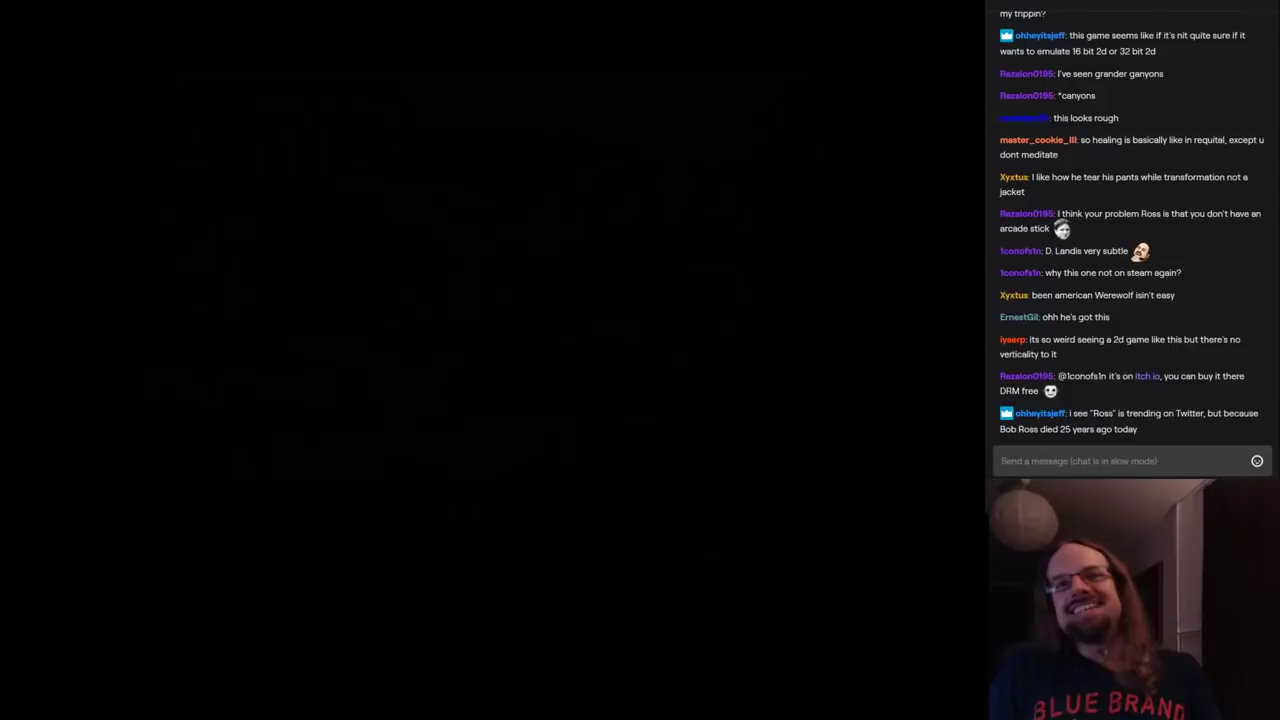 my trippin?
ohheyitsjeff: this game seems like if it's nit quite sure if it
wants to emulate 16 bit 2d or 32 bit 2d
Razalon0195: I've seen grander ganyons
Razalon0195: *canyons
: this looks rough
master_cookie_III: so healing is basically like in requital, except u
dont meditate
Xyxtus: I like how he tear his pants while transformation not a
jacket
Razalon0195: I think your problem Ross is that you don't have an
arcade stick
1conofs1n: D. Landis very subtle
1conofs1n: why this one not on steam again?
Xyxtus: been american Werewolf isin't easy
ErnestGil: ohh he's got this
iyaerp: its so weird seeing a 2d game like this but there's no
verticality to it
Razalon0195: @1conofs1n it's on itch.io, you can buy it there
DRM free
ohheyitsjeff: i see "Ross" is trending on Twitter, but because
Bob Ross died 25 years ago today
Send a message (chat is in slow mode)
BLUE BRAND